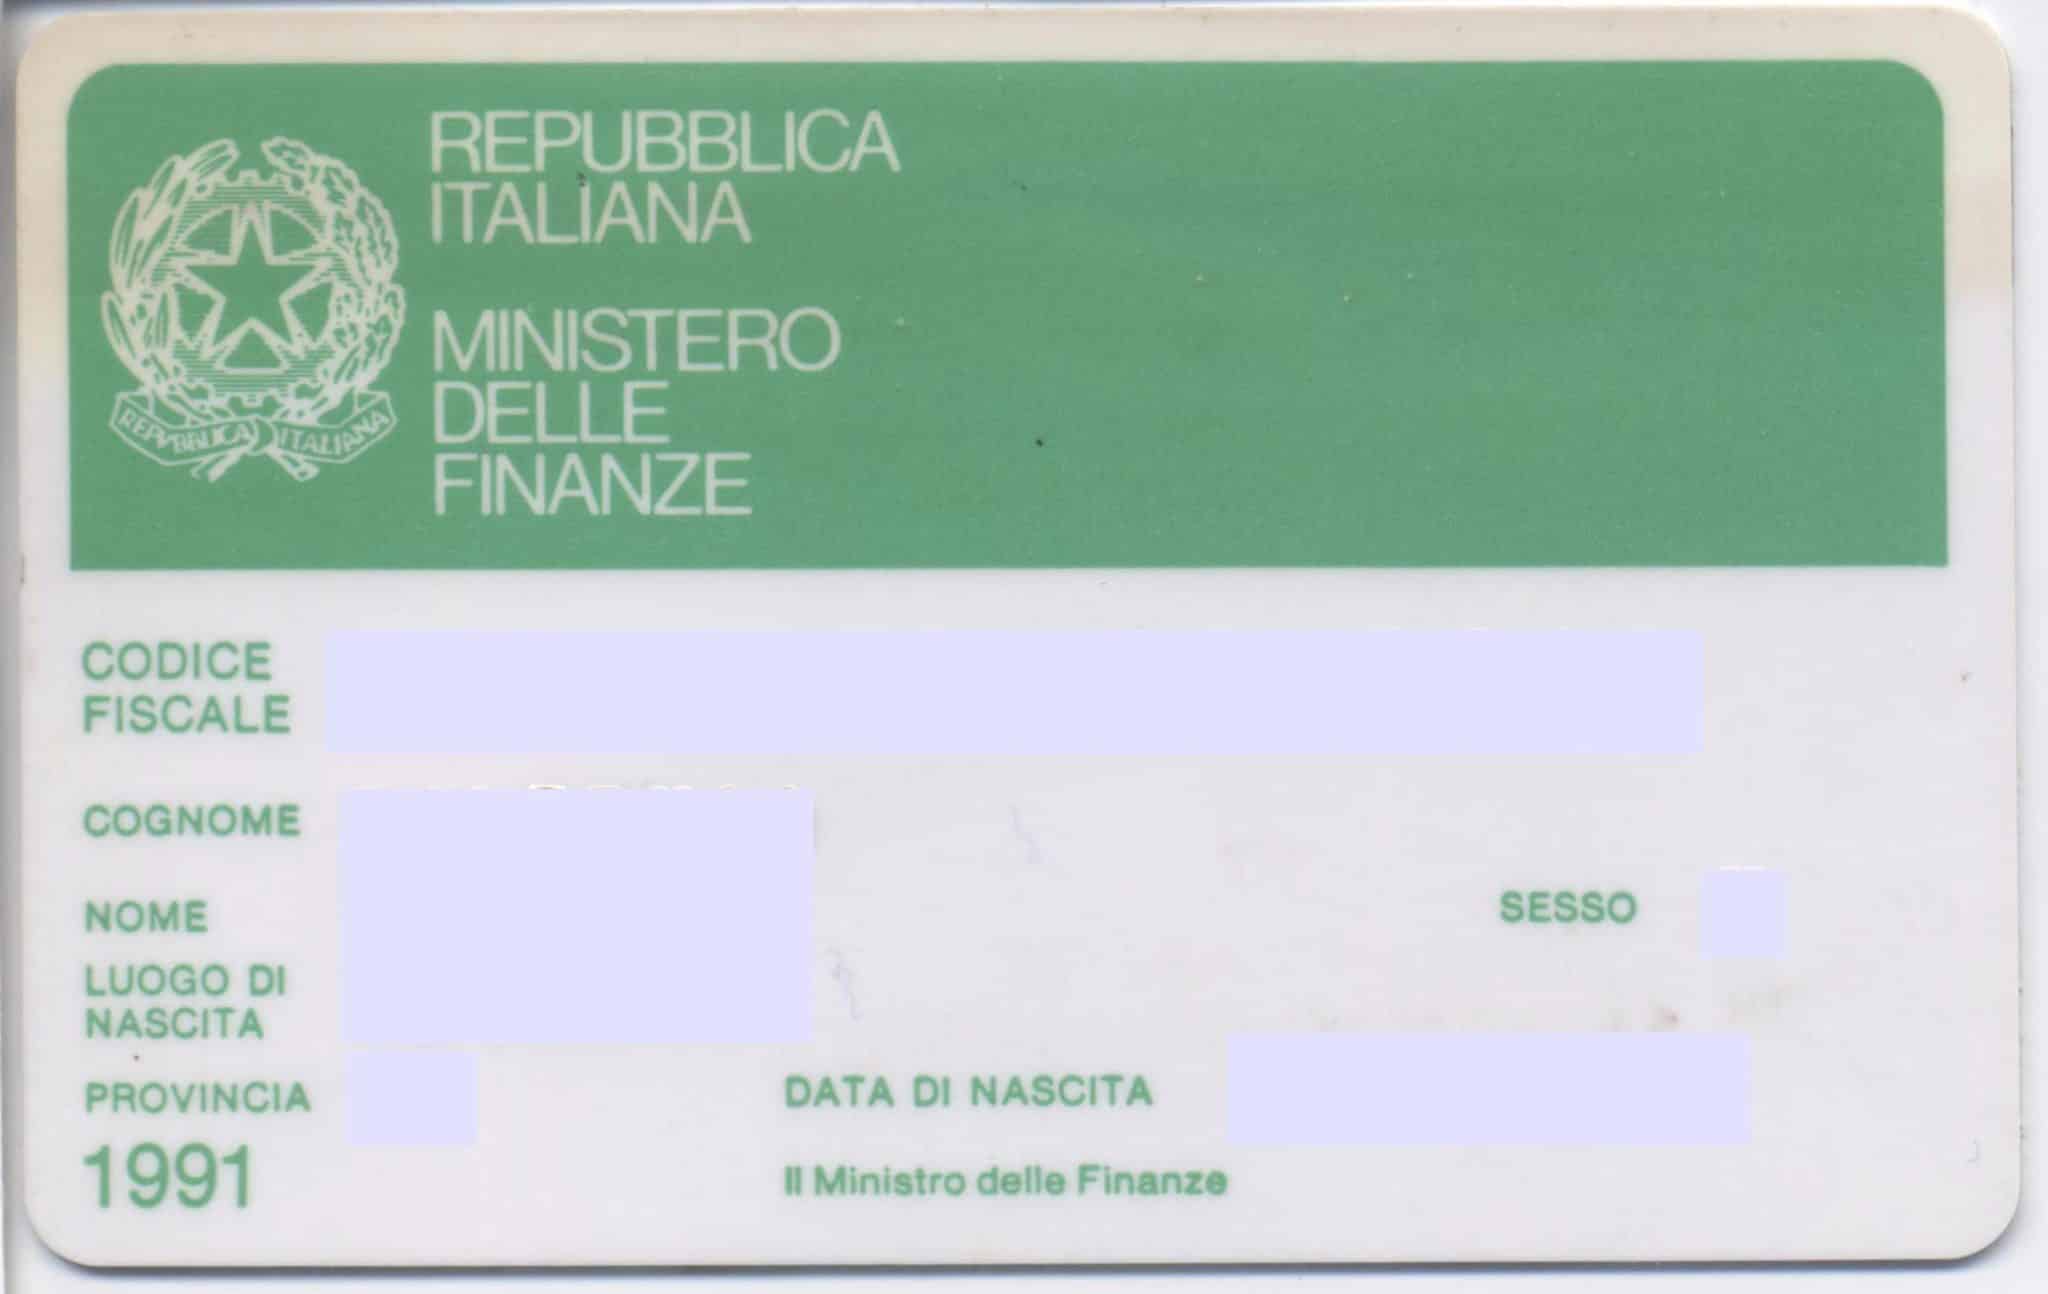 REPUBBLICA
ITALIANA
MINISTERO
DELLE
FINANZE
REPVBBLICA ITALIANA
CODICE
FISCALE
COGNOME
NOME
SESSO
LUOGO DI
NASCITA
PROVINCIA
DATA DI NASCITA
1991
Il Ministro delle Finanze